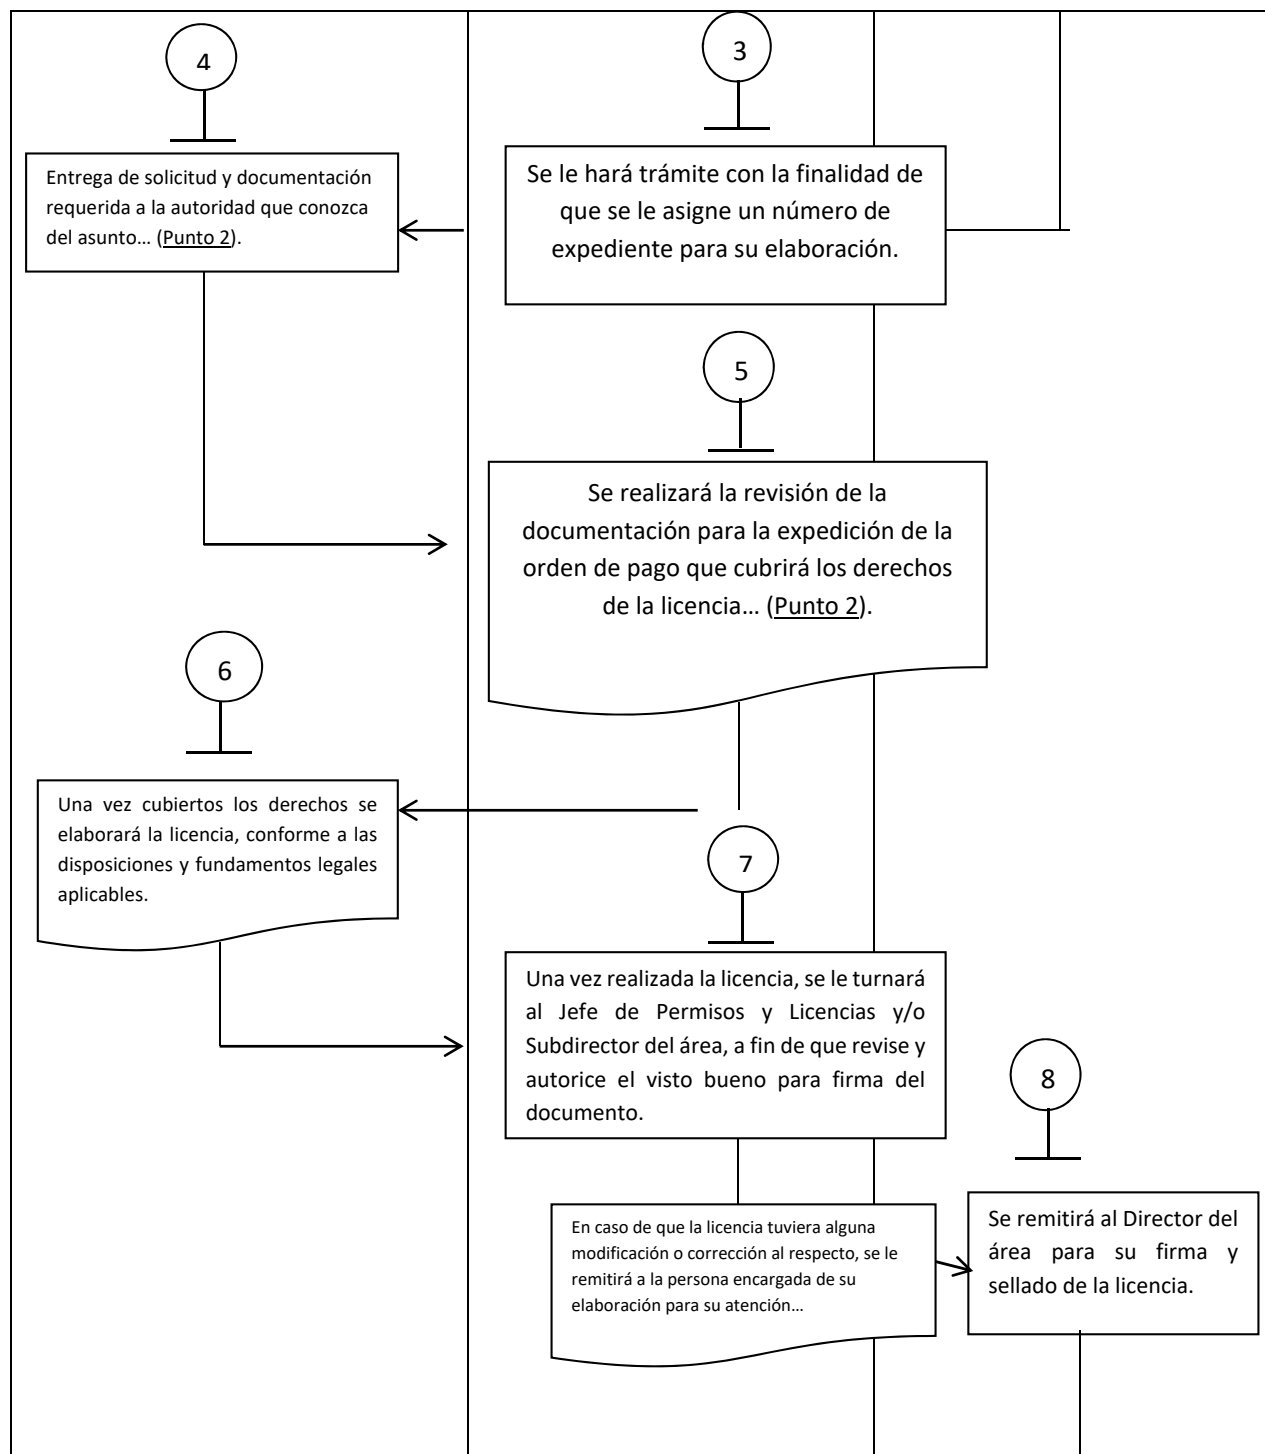 3
Se le hará trámite con la finalidad de
que se le asigne un número de
expediente para su elaboración.
4
Entrega de solicitud y documentación
requerida a la autoridad que conozca
del asunto... (Punto 2).
5
Se realizará la revisión de la
documentación para la expedición de la
orden de pago que cubrirá los derechos
de la licencia... (Punto 2).
6
Una vez cubiertos los derechos se
elaborará la licencia, conforme a las
disposiciones y fundamentos legales
aplicables.
7
Una vez realizada la licencia, se le turnará
al Jefe de Permisos y Licencias y/o
Subdirector del área, a fin de que revise y
autorice el visto bueno para firma del
documento.
En caso de que la licencia tuviera alguna
modificación o corrección al respecto, se le
remitirá a la persona encargada de su
elaboración para su atención...
8
Se remitirá al Director del
área para su firma y
sellado de la licencia.